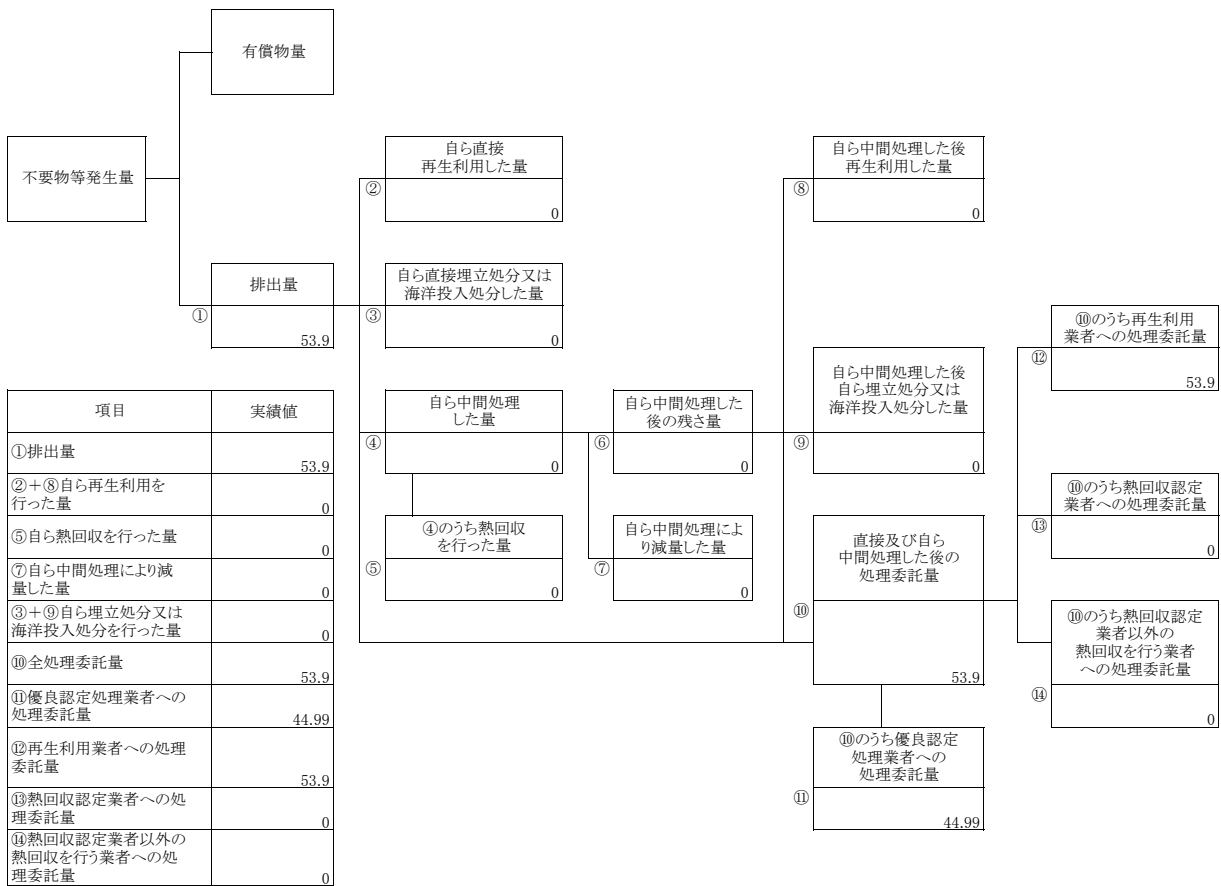 有償物量
不要物等発生量
自ら直接
再生利用した量
②
0
自ら中間処理した後
再生利用した量
⑧
0
排出量
①
53.9
自ら直接埋立処分又は
海洋投入処分した量
③
0
⑩のうち再生利用
業者への処理委託量
⑫
53.9
自ら中間処理
した量
④
0
自ら中間処理した
後の残さ量
⑥
0
自ら中間処理した後
自ら埋立処分又は
海洋投入処分した量
⑨
0
⑩のうち熱回収認定
業者への処理委託量
⑬
0
④のうち熱回収
を行った量
⑤
0
自ら中間処理によ
り減量した量
⑦
0
直接及び自ら
中間処理した後の
処理委託量
⑩
53.9
⑩のうち熱回収認定
業者以外の
熱回収を行う業者
への処理委託量
⑭
0
⑩のうち優良認定
処理業者への
処理委託量
⑪
44.99
項目 実績値
①排出量
53.9
②+⑧自ら再生利用を
行った量
0
⑤自ら熱回収を行った量
0
⑦自ら中間処理により減
量した量
0
③+⑨自ら埋立処分又は
海洋投入処分を行った量
0
⑩全処理委託量
53.9
⑪優良認定処理業者への
処理委託量
44.99
⑫再生利用業者への処理
委託量
53.9
⑬熱回収認定業者への処
理委託量
0
⑭熱回収認定業者以外の
熱回収を行う業者への処
理委託量
0